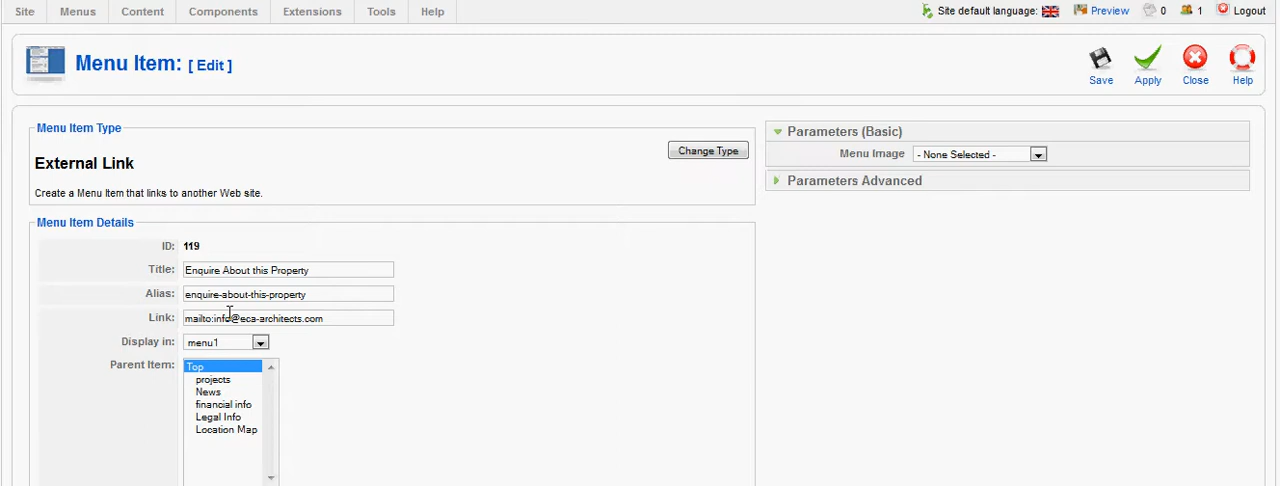 Site Menus Content Components Extensions Tools Help Site default language: Preview 0 1 Logout
Menu Item: [ Edit ]
Save Apply Close Help
Menu Item Type
External Link
Change Type
Create a Menu Item that links to another Web site.
Menu Item Details
ID: 119
Title: Enquire About this Property
Alias: enquire-about-this-property
Link: mailto:info@eca-architects.com
Display in: menu1
Parent Item: Top
projects
News
financial info
Legal Info
Location Map
Parameters (Basic)
Menu Image - None Selected -
Parameters Advanced